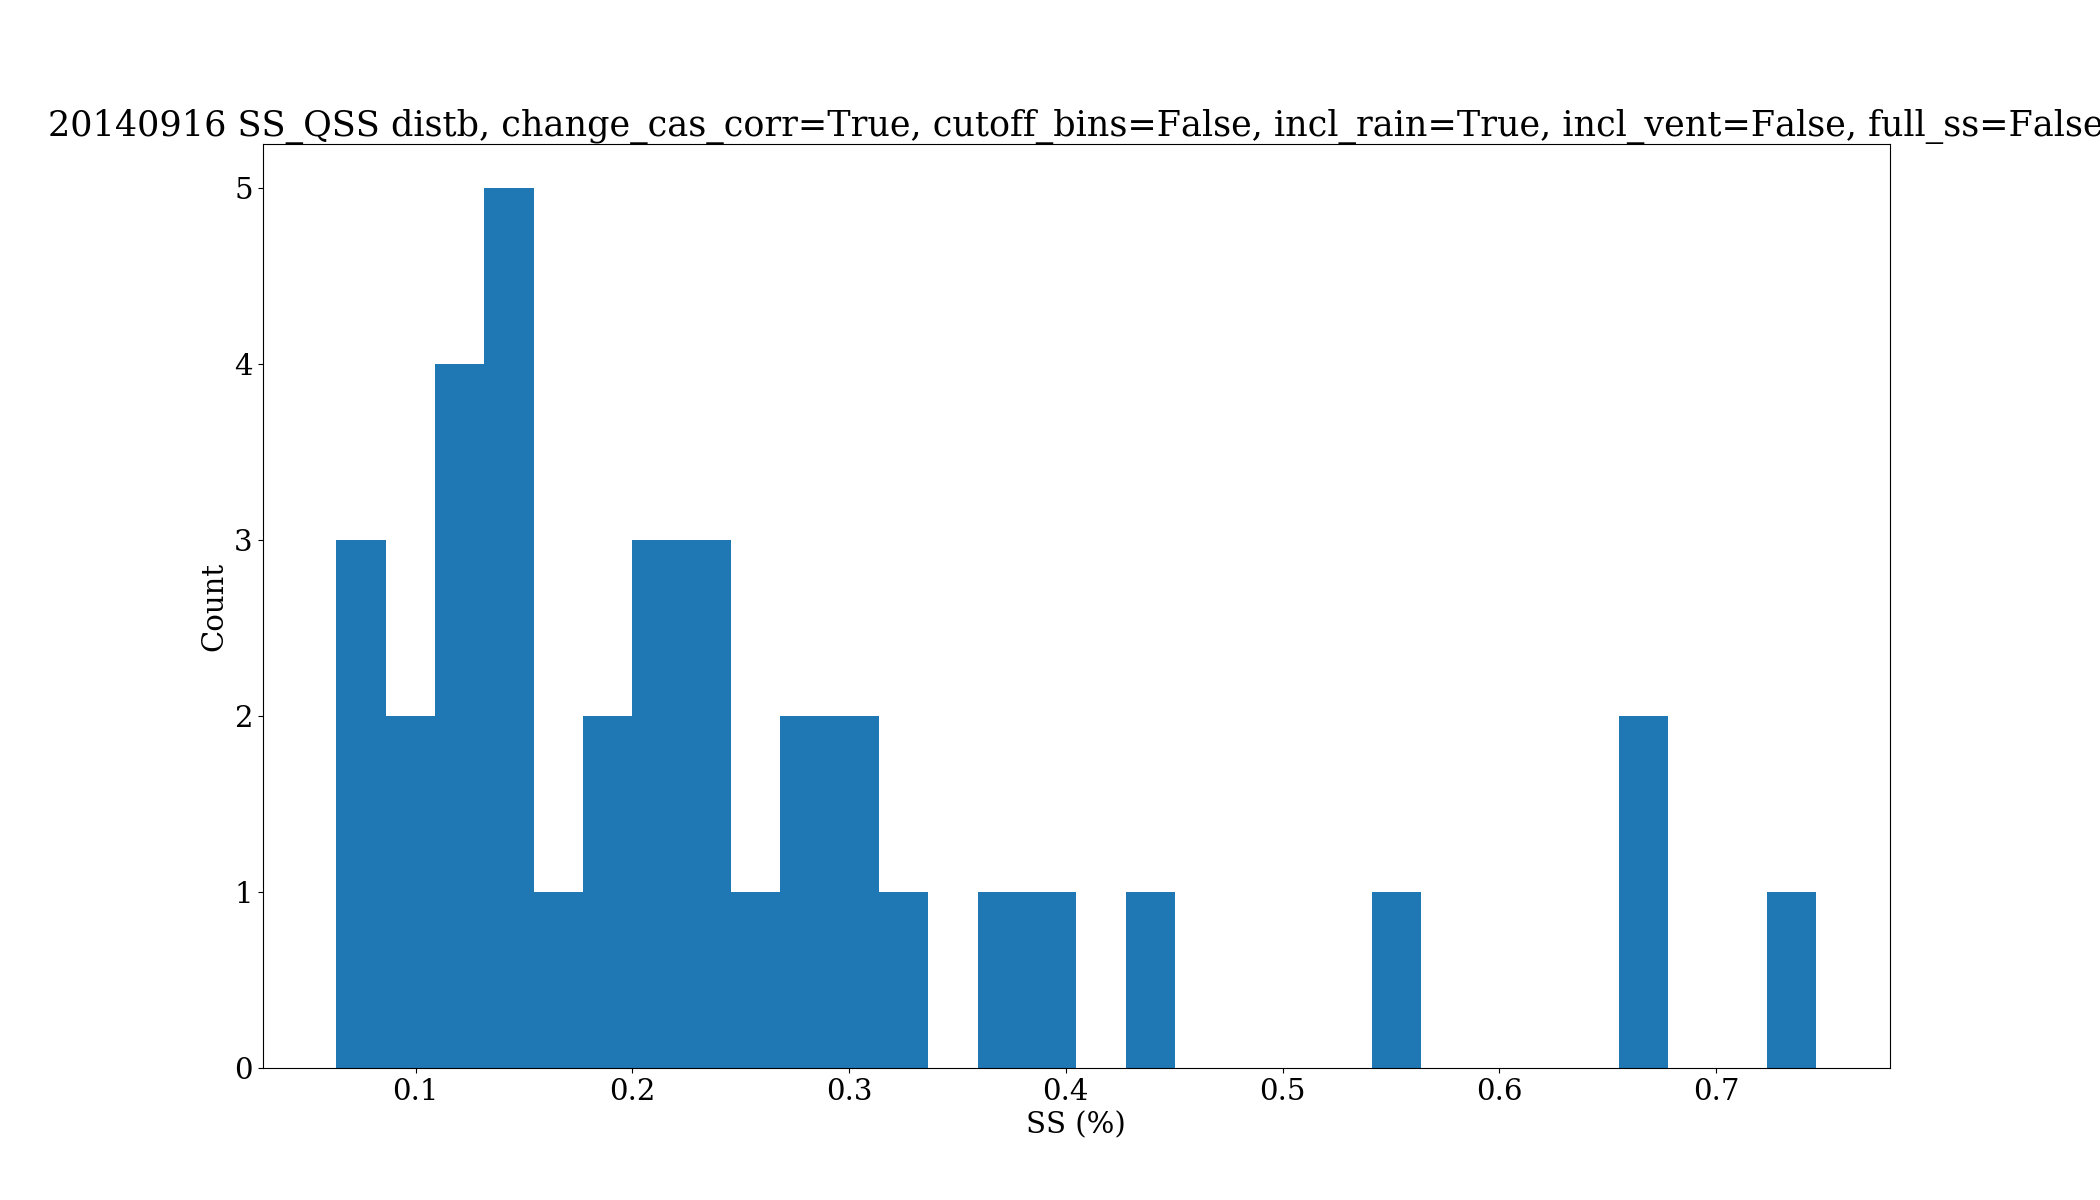 20140916 SS_QSS distb, change_cas_corr=True, cutoff_bins=False, incl_rain=True, incl_vent=False, full_ss=False
5
4
3
2
1
0
Count
0.1 0.2 0.3 0.4 0.5 0.6 0.7
SS (%)